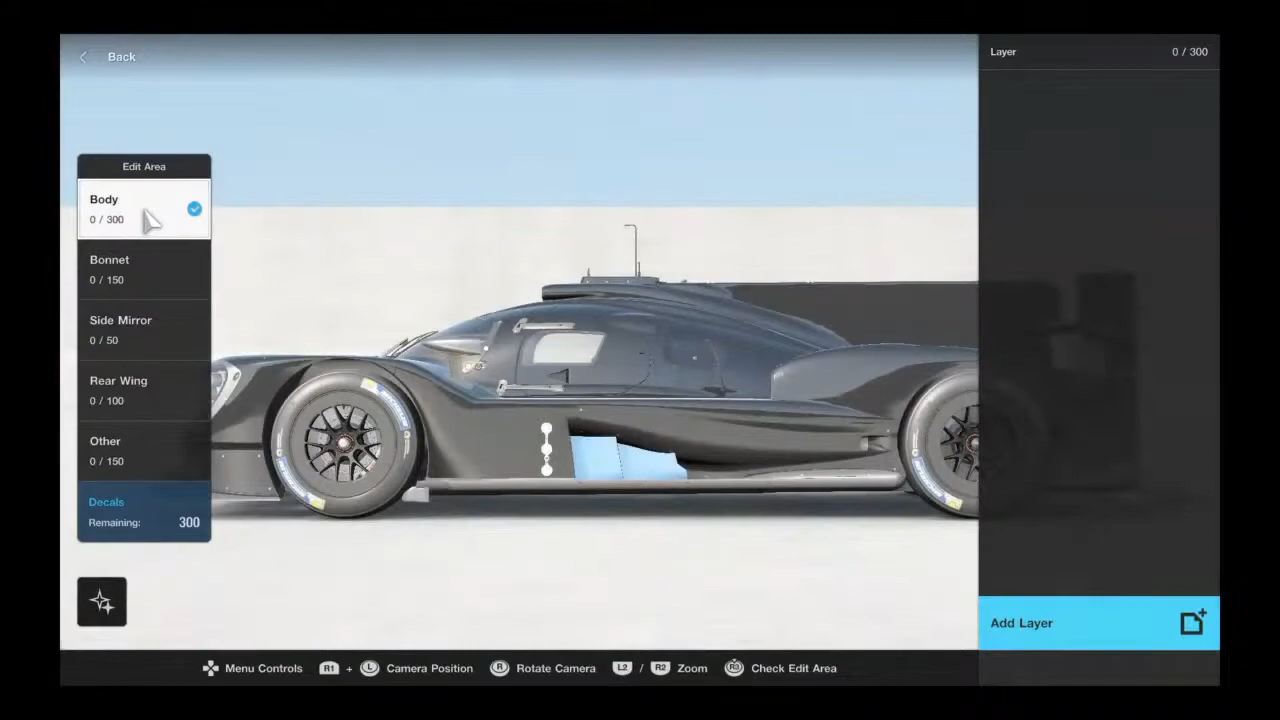 Back
Layer
0 / 300
Edit Area
Body
0 / 300
Bonnet
0 / 150
Side Mirror
0 / 50
Rear Wing
0 / 100
Other
0 / 150
Decals
Remaining: 300
Add Layer
Menu Controls R1 + L Camera Position R Rotate Camera L2 / R2 Zoom R3 Check Edit Area